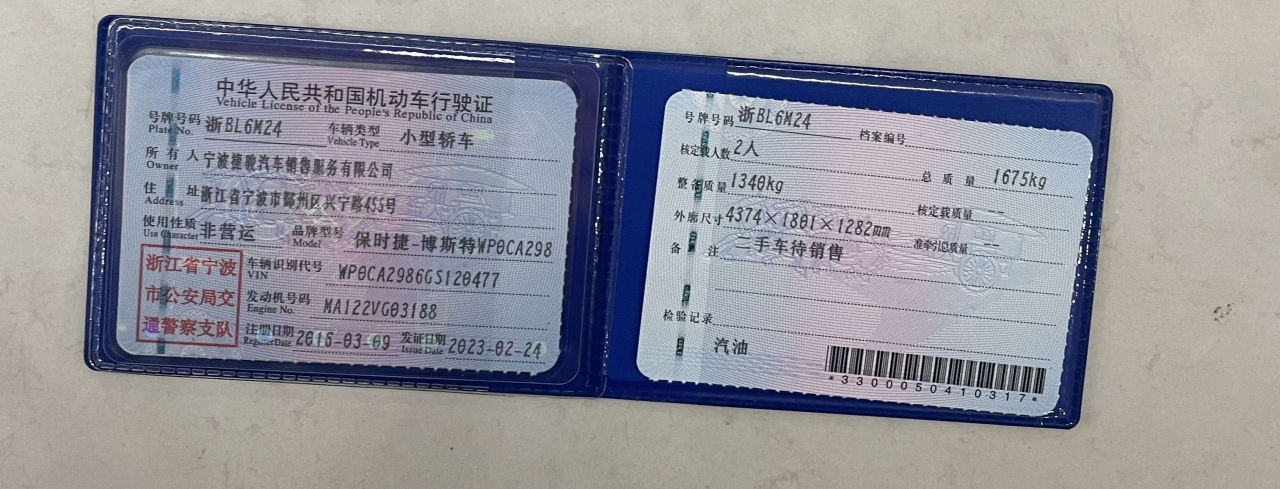 中华人民共和国机动车行驶证
Vehicle License of the People's Republic of China
号牌号码 浙BL6M24 车辆类型 小型轿车
Plate No. Vehicle Type
所有人 宁波捷骏汽车销售服务有限公司
Owner
住址 浙江省宁波市鄞州区兴宁路455号
Address
使用性质 非营运 品牌型号 保时捷-博斯特WP0CA298
Use Character Model
浙江省宁波
市公安局交
通警察支队
车辆识别代号 WP0CA2986GS120477
VIN
发动机号码 MA122VG03188
Engine No.
注册日期 2016-03-09 发证日期 2023-02-24
Register Date Issue Date
号牌号码 浙BL6M24 档案编号
核定载人数 2人 总质量 1675kg
整备质量 1340kg 核定载质量 --
外廓尺寸 4374×1801×1282mm 准牵引总质量 --
备注 二手车待销售
检验记录
汽油
*3300050410317*